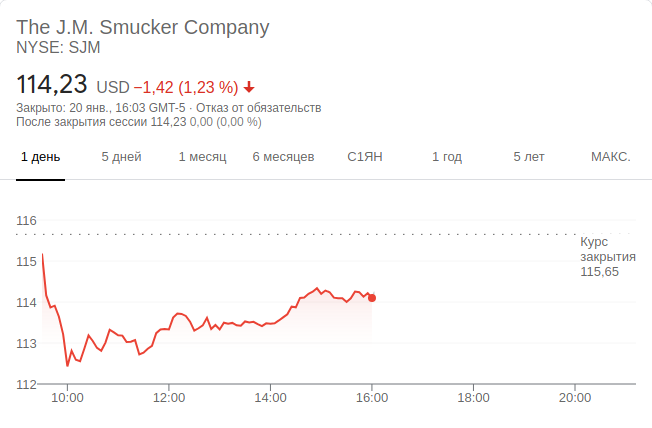 The J.M. Smucker Company
NYSE: SJM
114,23 USD −1,42 (1,23 %)
Закрыто: 20 янв., 16:03 GMT-5 · Отказ от обязательств
После закрытия сессии 114,23 0,00 (0,00 %)
1 день 5 дней 1 месяц 6 месяцев С1ЯН 1 год 5 лет МАКС.
116
Курс
закрытия
115,65
115
114
113
112
10:00 12:00 14:00 16:00 18:00 20:00